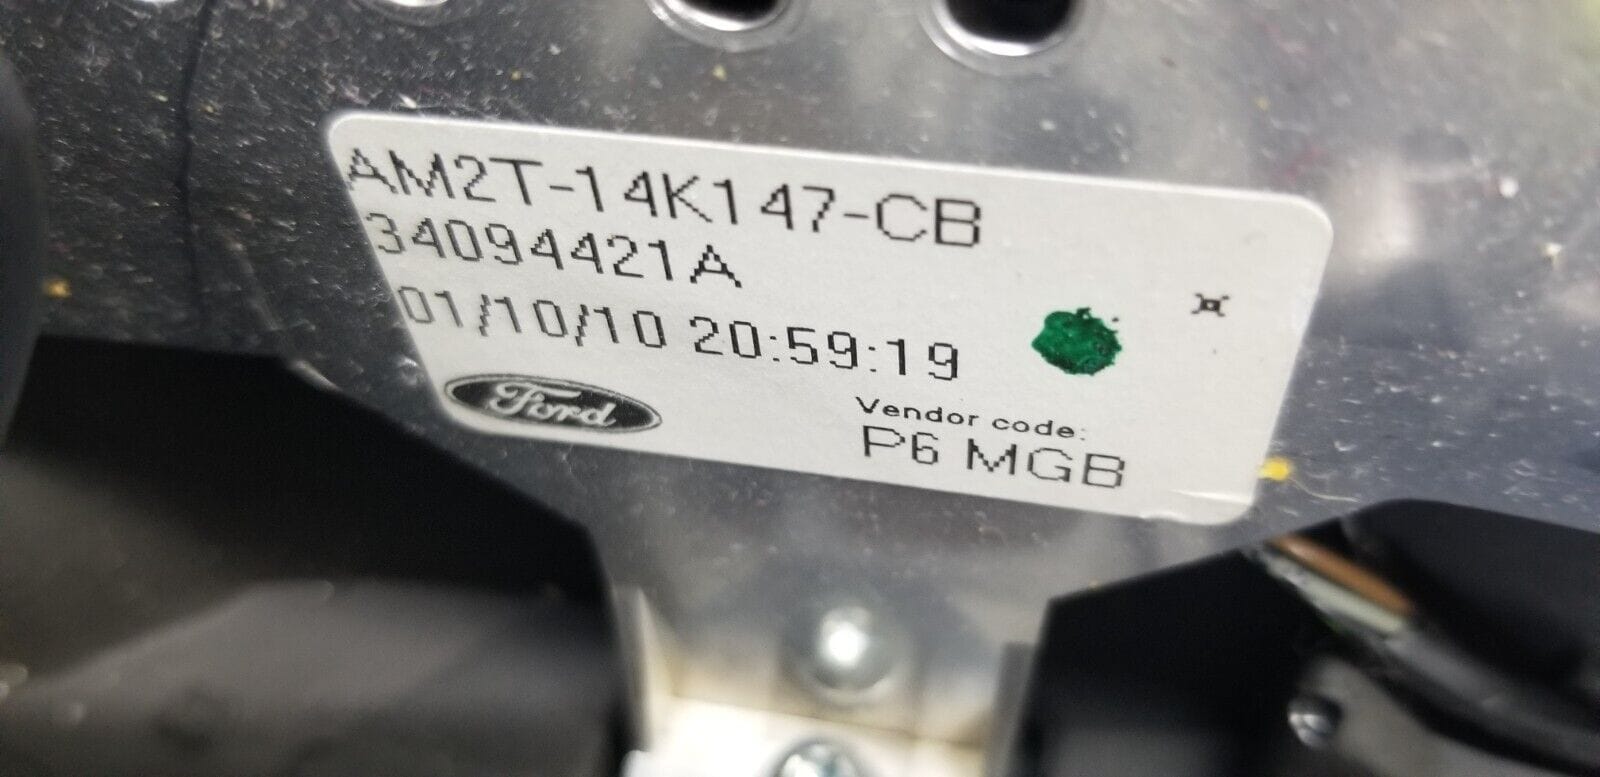 AM2T-14K147-CB
34094421A
01/10/10 20:59:19
Ford
Vendor code:
P6 MGB